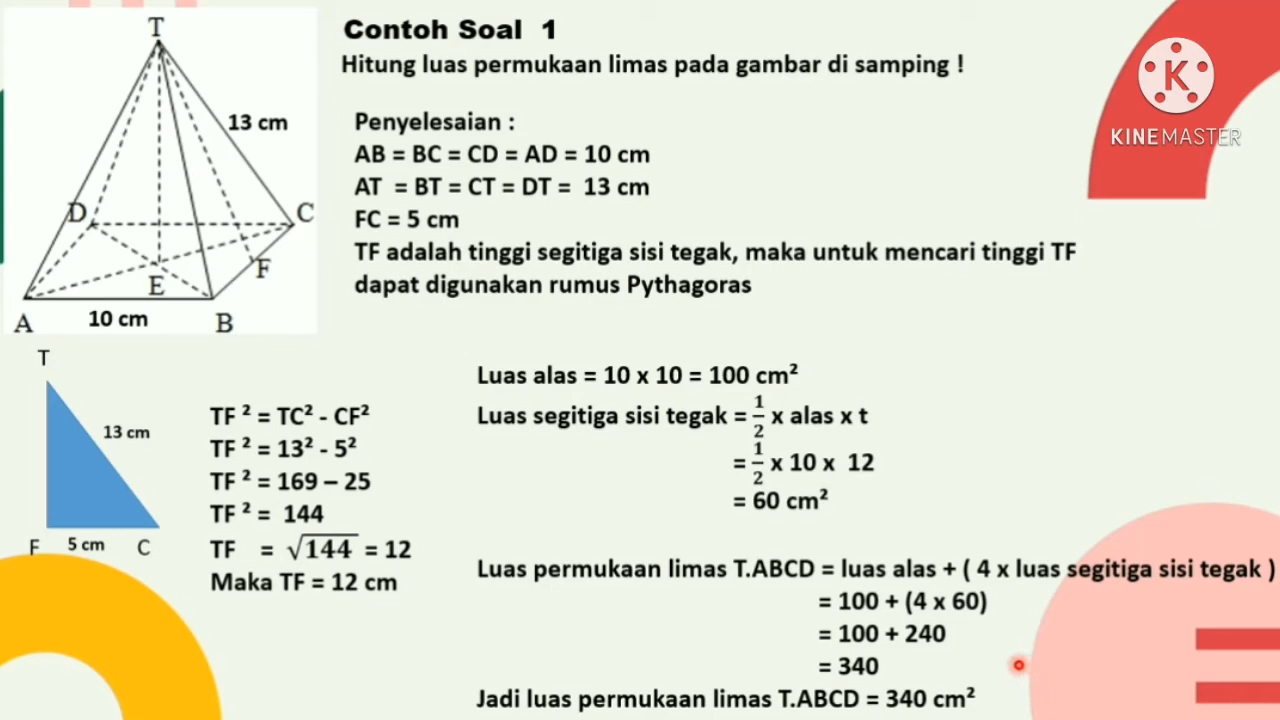 Contoh Soal 1
Hitung luas permukaan limas pada gambar di samping !
T
13 cm
D
C
E
F
A
10 cm
B
Penyelesaian :
AB = BC = CD = AD = 10 cm
AT = BT = CT = DT = 13 cm
FC = 5 cm
TF adalah tinggi segitiga sisi tegak, maka untuk mencari tinggi TF
dapat digunakan rumus Pythagoras
KINEMASTER
K
T
13 cm
F
5 cm
C
TF ² = TC² - CF²
TF ² = 13² - 5²
TF ² = 169 – 25
TF ² = 144
TF = √144 = 12
Maka TF = 12 cm
Luas alas = 10 x 10 = 100 cm²
Luas segitiga sisi tegak = 1/2 x alas x t
= 1/2 x 10 x 12
= 60 cm²
Luas permukaan limas T.ABCD = luas alas + ( 4 x luas segitiga sisi tegak )
= 100 + (4 x 60)
= 100 + 240
= 340
Jadi luas permukaan limas T.ABCD = 340 cm²